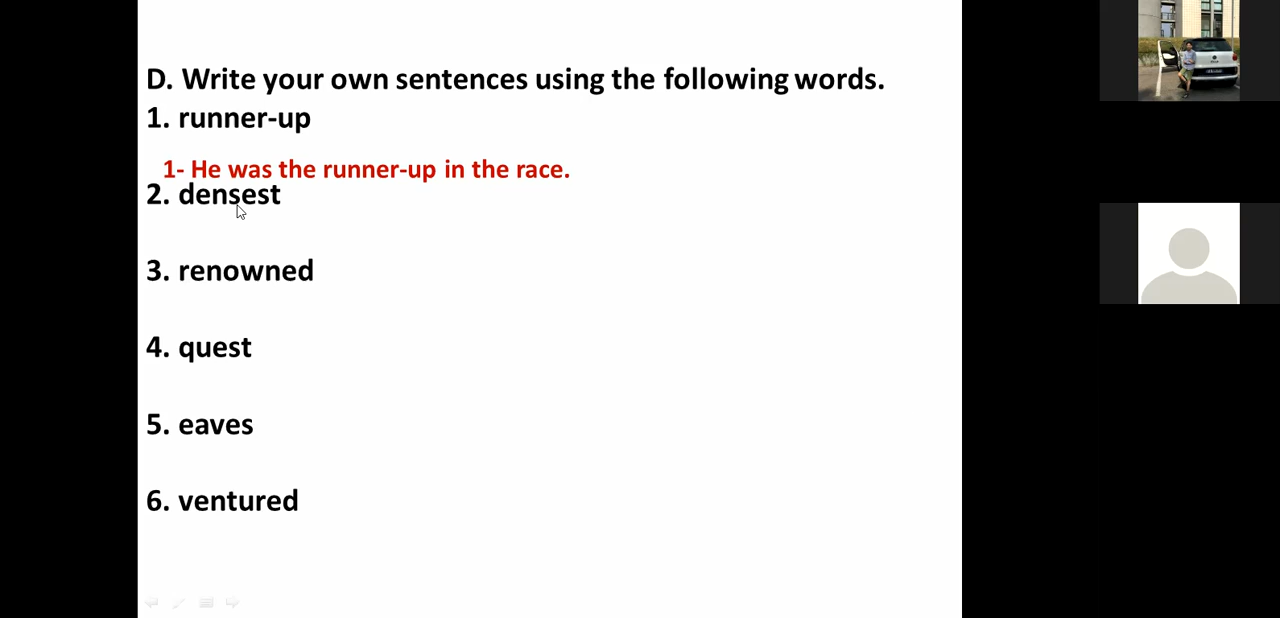 D. Write your own sentences using the following words.
1. runner-up
1- He was the runner-up in the race.
2. densest
3. renowned
4. quest
5. eaves
6. ventured